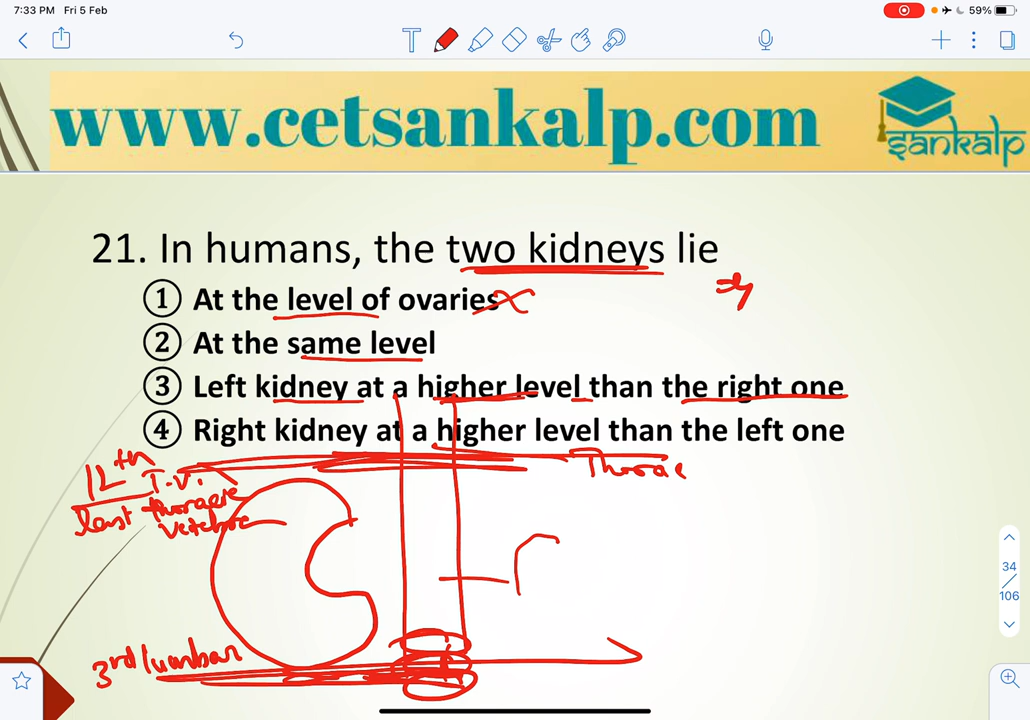 7:33 PM Fri 5 Feb
59%
www.cetsankalp.com
sankalp
21. In humans, the two kidneys lie
① At the level of ovaries
② At the same level
③ Left kidney at a higher level than the right one
④ Right kidney at a higher level than the left one
12th T.V.
Thorac
last thoracic
vetebrae
3rd lumbar
34
106